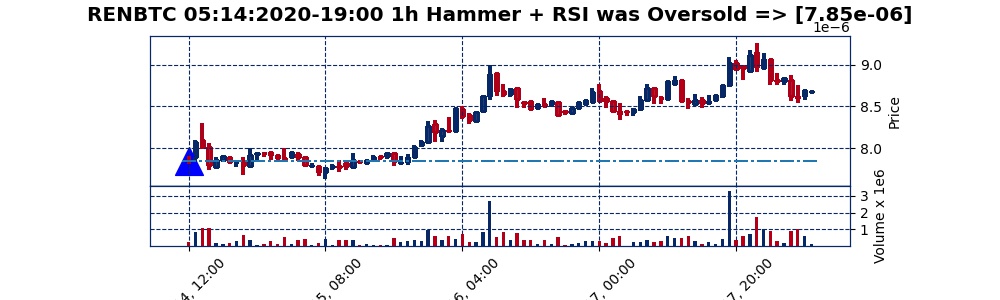 RENBTC 05:14:2020-19:00 1h Hammer + RSI was Oversold => [7.85e-06]
1e−6
9.0
8.5
8.0
Price
3
2
1
Volume x 1e6
4, 12:00
5, 08:00
6, 04:00
7, 00:00
7, 20:00